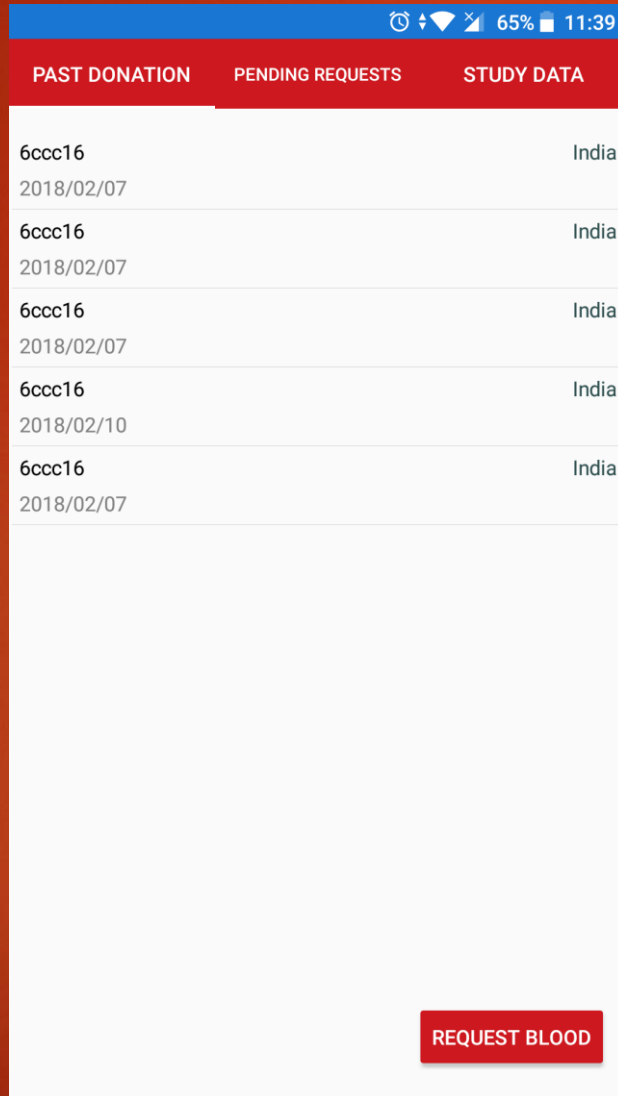 65% 11:39
PAST DONATION PENDING REQUESTS STUDY DATA
6ccc16 India
2018/02/07
6ccc16 India
2018/02/07
6ccc16 India
2018/02/07
6ccc16 India
2018/02/10
6ccc16 India
2018/02/07
REQUEST BLOOD